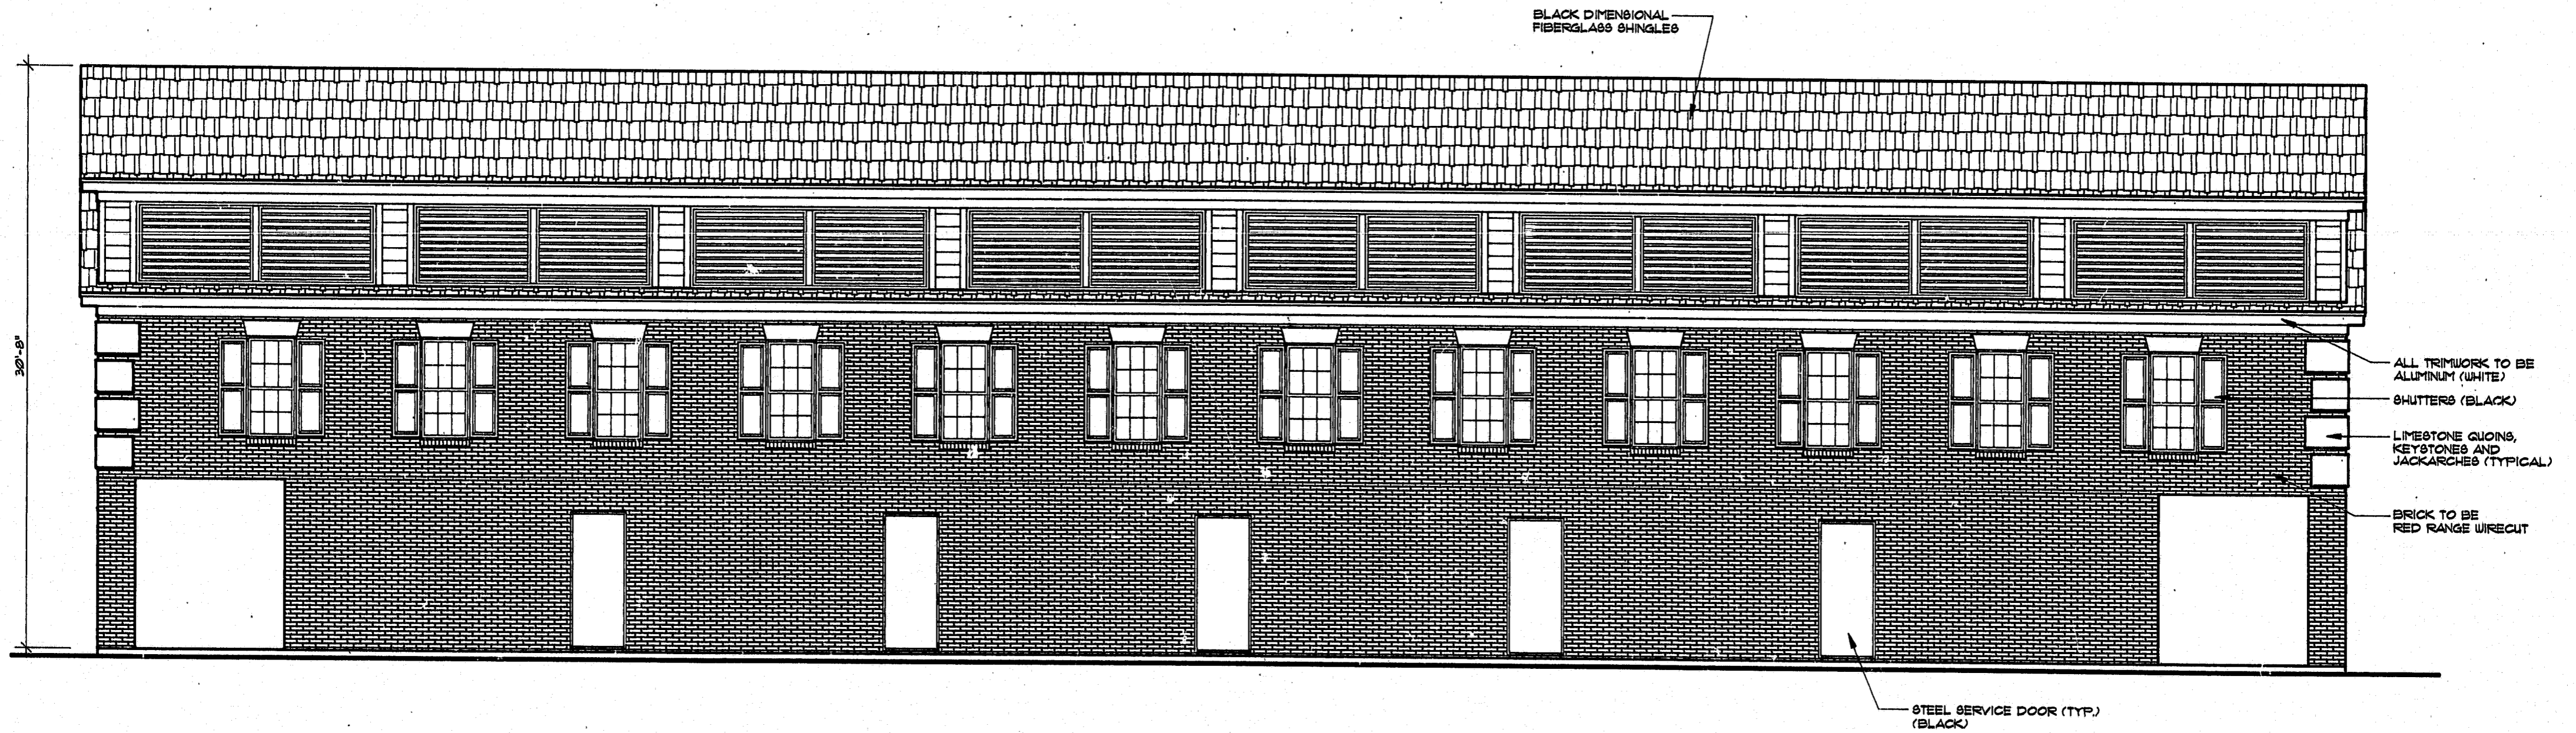 BLACK DIMENSIONAL
FIBERGLASS SHINGLES
30'-8"
ALL TRIMWORK TO BE
ALUMINUM (WHITE)
SHUTTERS (BLACK)
LIMESTONE QUOINS,
KEYSTONES AND
JACKARCHES (TYPICAL)
BRICK TO BE
RED RANGE WIRECUT
STEEL SERVICE DOOR (TYP.)
(BLACK)